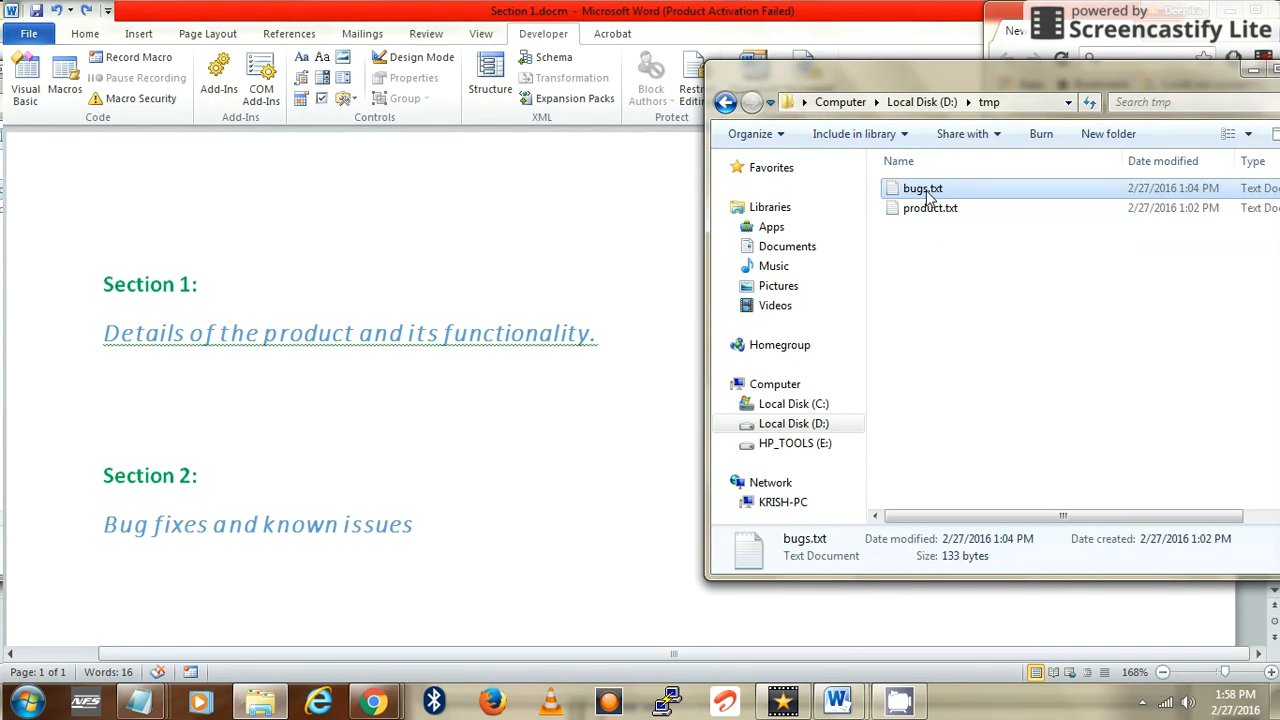 Section 1.docm - Microsoft Word (Product Activation Failed)
powered by
Screencastify Lite
File Home Insert Page Layout References Mailings Review View Developer Acrobat
Visual Basic
Macros
Record Macro
Pause Recording
Macro Security
Code
Add-Ins
COM Add-Ins
Add-Ins
Aa Aa
Design Mode
Properties
Group
Controls
Structure
Schema
Transformation
Expansion Packs
XML
Block Authors
Protect
Computer Local Disk (D:) tmp
Search tmp
Organize Include in library Share with Burn New folder
Name Date modified Type
bugs.txt 2/27/2016 1:04 PM Text Do
product.txt 2/27/2016 1:02 PM Text Do
Favorites
Libraries
Apps
Documents
Music
Pictures
Videos
Homegroup
Computer
Local Disk (C:)
Local Disk (D:)
HP_TOOLS (E:)
Network
KRISH-PC
bugs.txt Date modified: 2/27/2016 1:04 PM Date created: 2/27/2016 1:02 PM
Text Document Size: 133 bytes
Section 1:
Details of the product and its functionality.
Section 2:
Bug fixes and known issues
Page: 1 of 1 Words: 16 168%
NFS
1:58 PM
2/27/2016